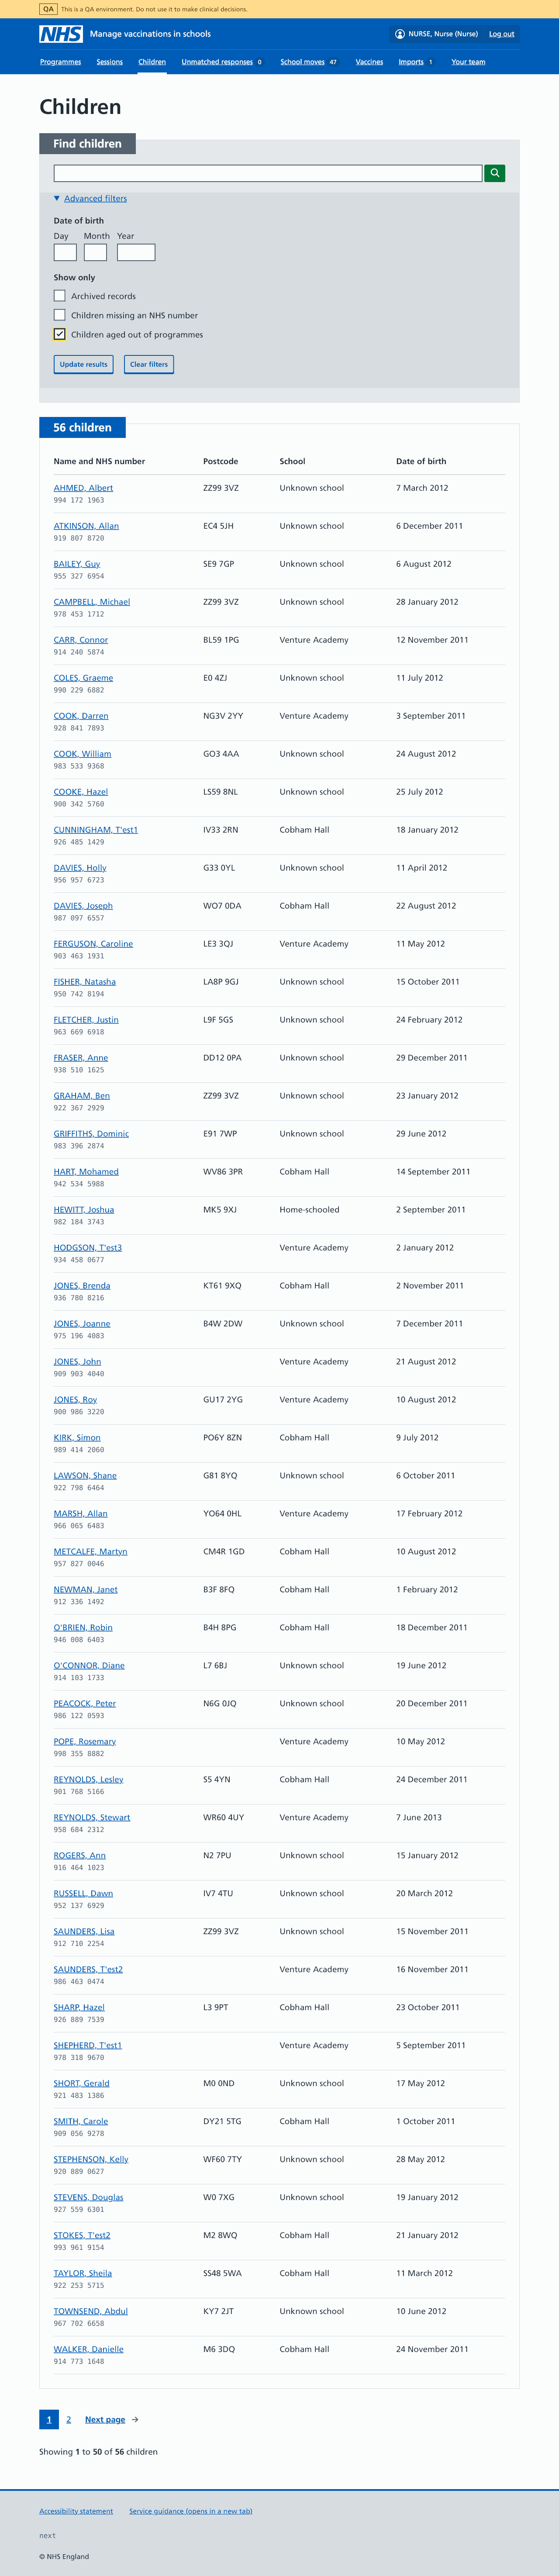 QA This is a QA environment. Do not use it to make clinical decisions.
NHS Manage vaccinations in schools NURSE, Nurse (Nurse) Log out
Programmes Sessions Children Unmatched responses 0 School moves 47 Vaccines Imports 1 Your team
Children
Find children
Advanced filters
Date of birth
Day Month Year
Show only
Archived records
Children missing an NHS number
Children aged out of programmes
Update results Clear filters
56 children
Name and NHS number Postcode School Date of birth
AHMED, Albert ZZ99 3VZ Unknown school 7 March 2012
994 172 1963
ATKINSON, Allan EC4 5JH Unknown school 6 December 2011
919 807 8720
BAILEY, Guy SE9 7GP Unknown school 6 August 2012
955 327 6954
CAMPBELL, Michael ZZ99 3VZ Unknown school 28 January 2012
978 453 1712
CARR, Connor BL59 1PG Venture Academy 12 November 2011
914 240 5874
COLES, Graeme E0 4ZJ Unknown school 11 July 2012
990 229 6882
COOK, Darren NG3V 2YY Venture Academy 3 September 2011
928 841 7893
COOK, William GO3 4AA Unknown school 24 August 2012
983 533 9368
COOKE, Hazel LS59 8NL Unknown school 25 July 2012
900 342 5760
CUNNINGHAM, T'est1 IV33 2RN Cobham Hall 18 January 2012
926 485 1429
DAVIES, Holly G33 0YL Unknown school 11 April 2012
956 957 6723
DAVIES, Joseph WO7 0DA Cobham Hall 22 August 2012
987 097 6557
FERGUSON, Caroline LE3 3QJ Venture Academy 11 May 2012
903 463 1931
FISHER, Natasha LA8P 9GJ Unknown school 15 October 2011
950 742 8194
FLETCHER, Justin L9F 5GS Unknown school 24 February 2012
963 669 6918
FRASER, Anne DD12 0PA Unknown school 29 December 2011
938 510 1625
GRAHAM, Ben ZZ99 3VZ Unknown school 23 January 2012
922 367 2929
GRIFFITHS, Dominic E91 7WP Unknown school 29 June 2012
983 396 2874
HART, Mohamed WV86 3PR Cobham Hall 14 September 2011
942 534 5988
HEWITT, Joshua MK5 9XJ Home-schooled 2 September 2011
982 184 3743
HODGSON, T'est3 Venture Academy 2 January 2012
934 458 0677
JONES, Brenda KT61 9XQ Cobham Hall 2 November 2011
936 780 8216
JONES, Joanne B4W 2DW Unknown school 7 December 2011
975 196 4083
JONES, John Venture Academy 21 August 2012
909 903 4040
JONES, Roy GU17 2YG Venture Academy 10 August 2012
900 986 3220
KIRK, Simon PO6Y 8ZN Cobham Hall 9 July 2012
989 414 2060
LAWSON, Shane G81 8YQ Unknown school 6 October 2011
922 798 6464
MARSH, Allan YO64 0HL Venture Academy 17 February 2012
966 065 6483
METCALFE, Martyn CM4R 1GD Cobham Hall 10 August 2012
957 827 0046
NEWMAN, Janet B3F 8FQ Cobham Hall 1 February 2012
912 336 1492
O'BRIEN, Robin B4H 8PG Cobham Hall 18 December 2011
946 008 6403
O'CONNOR, Diane L7 6BJ Cobham Hall 19 June 2012
914 103 1733
PEACOCK, Peter N6G 0JQ Unknown school 20 December 2011
986 122 0593
POPE, Rosemary Venture Academy 10 May 2012
998 355 8882
REYNOLDS, Lesley S5 4YN Cobham Hall 24 December 2011
901 768 5166
REYNOLDS, Stewart WR60 4UY Venture Academy 7 June 2013
958 684 2312
ROGERS, Ann N2 7PU Unknown school 15 January 2012
916 464 1023
RUSSELL, Dawn IV7 4TU Unknown school 20 March 2012
952 137 6929
SAUNDERS, Lisa ZZ99 3VZ Unknown school 15 November 2011
912 710 2254
SAUNDERS, T'est2 Venture Academy 16 November 2011
986 463 0474
SHARP, Hazel L3 9PT Cobham Hall 23 October 2011
926 889 7539
SHEPHERD, T'est1 Venture Academy 5 September 2011
978 318 9670
SHORT, Gerald M0 0ND Unknown school 17 May 2012
921 483 1386
SMITH, Carole DY21 5TG Cobham Hall 1 October 2011
909 056 9278
STEPHENSON, Kelly WF60 7TY Unknown school 28 May 2012
920 889 0627
STEVENS, Douglas W0 7XG Unknown school 19 January 2012
927 559 6301
STOKES, T'est2 M2 8WQ Cobham Hall 21 January 2012
993 961 9154
TAYLOR, Sheila SS48 5WA Cobham Hall 11 March 2012
922 253 5715
TOWNSEND, Abdul KY7 2JT Unknown school 10 June 2012
967 702 6658
WALKER, Danielle M6 3DQ Cobham Hall 24 November 2011
914 773 1648
1 2 Next page →
Showing 1 to 50 of 56 children
Accessibility statement Service guidance (opens in a new tab)
next
© NHS England